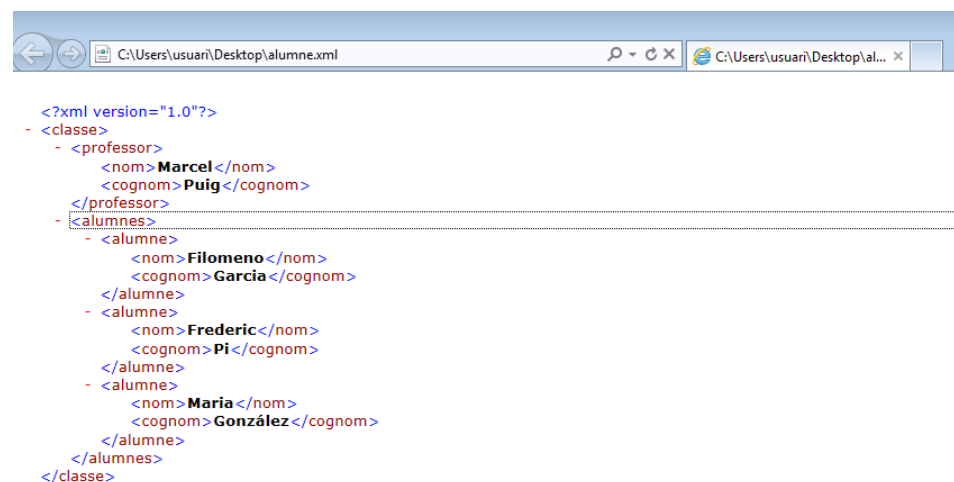 C:\Users\usuari\Desktop\alumne.xml
C:\Users\usuari\Desktop\al...
<?xml version="1.0"?>
- <classe>
- <professor>
<nom>Marcel</nom>
<cognom>Puig</cognom>
</professor>
- <alumnes>
- <alumne>
<nom>Filomeno</nom>
<cognom>Garcia</cognom>
</alumne>
- <alumne>
<nom>Frederic</nom>
<cognom>Pi</cognom>
</alumne>
- <alumne>
<nom>Maria</nom>
<cognom>González</cognom>
</alumne>
</alumnes>
</classe>